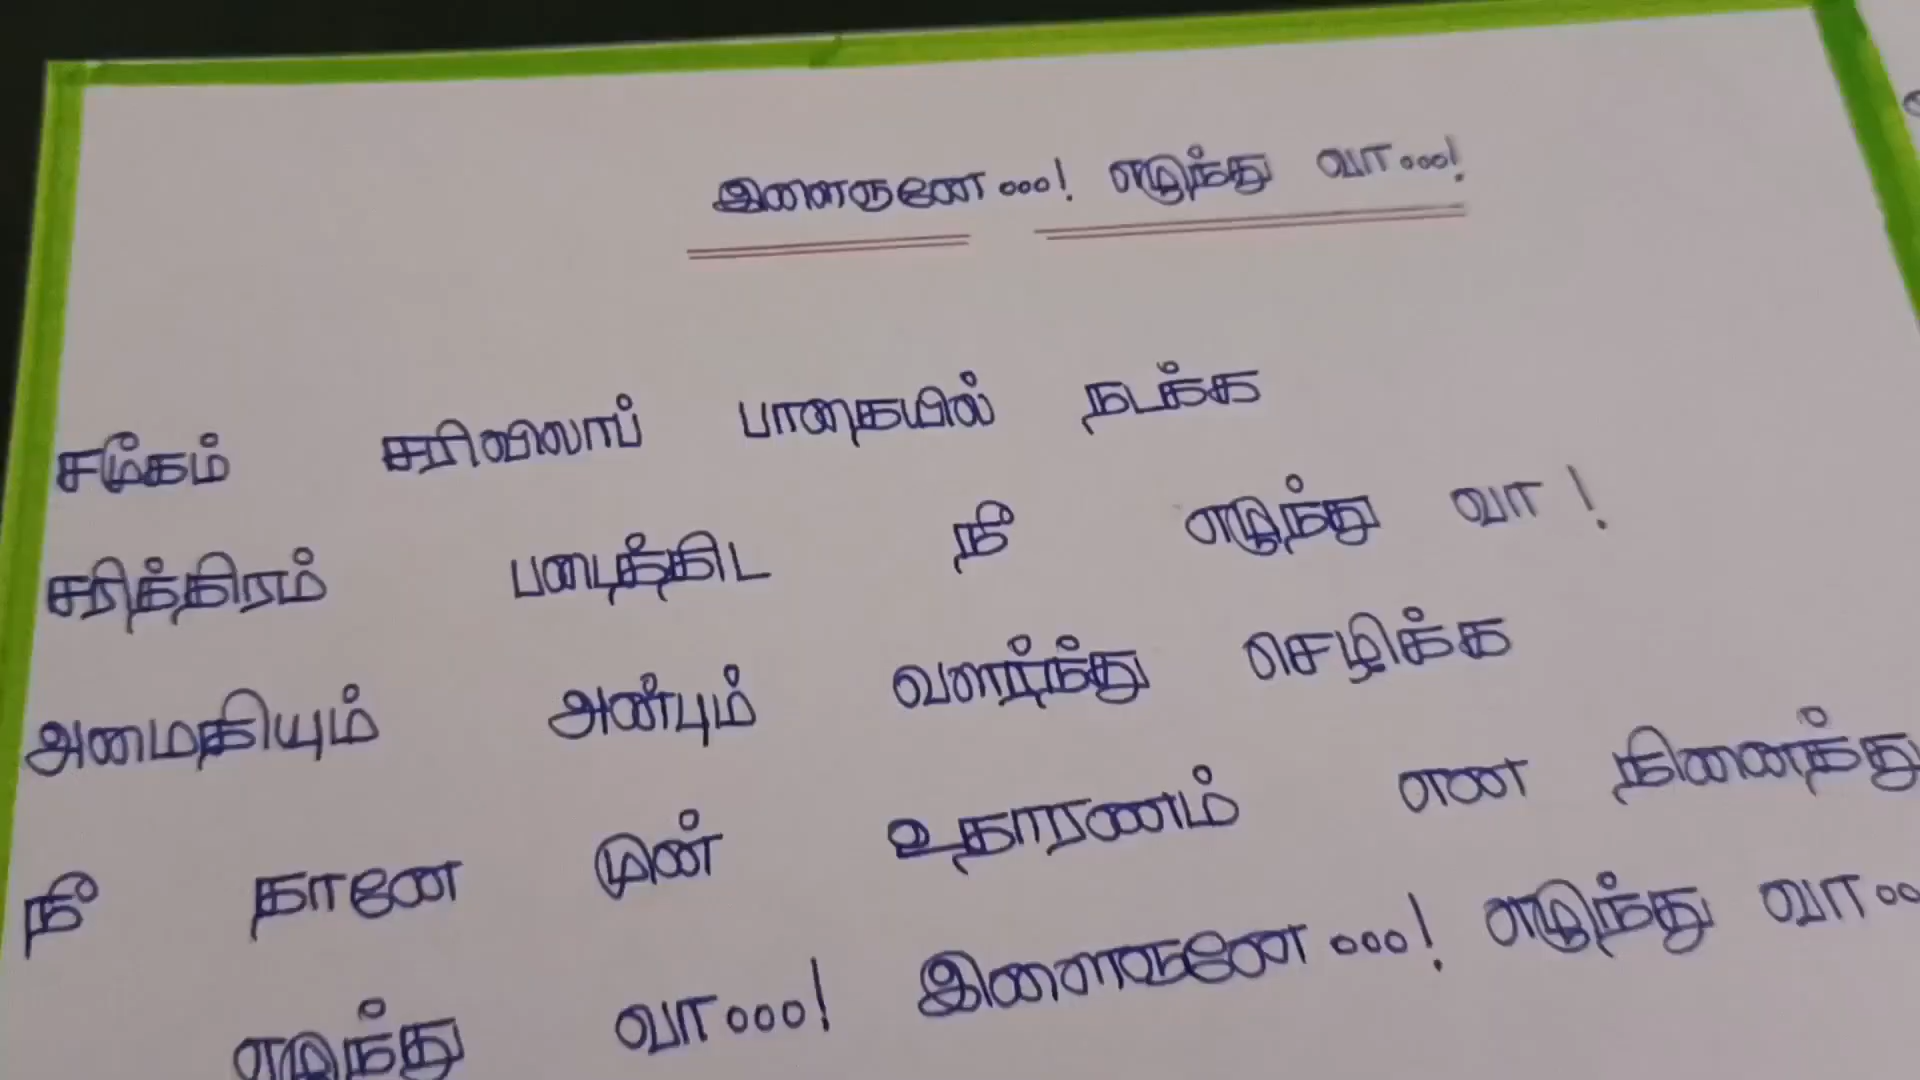 இளைஞனே...! எழுந்து வா...!
சமூகம் சரிவிலாப் பாதையில் நடக்க
சரித்திரம் படைத்திட நீ எழுந்து வா!
அமைதியும் அன்பும் வளர்ந்து செழிக்க
நீ தானே முன் உதாரணம் என நினைத்து
எழுந்து வா...! இளைஞனே...! எழுந்து வா..